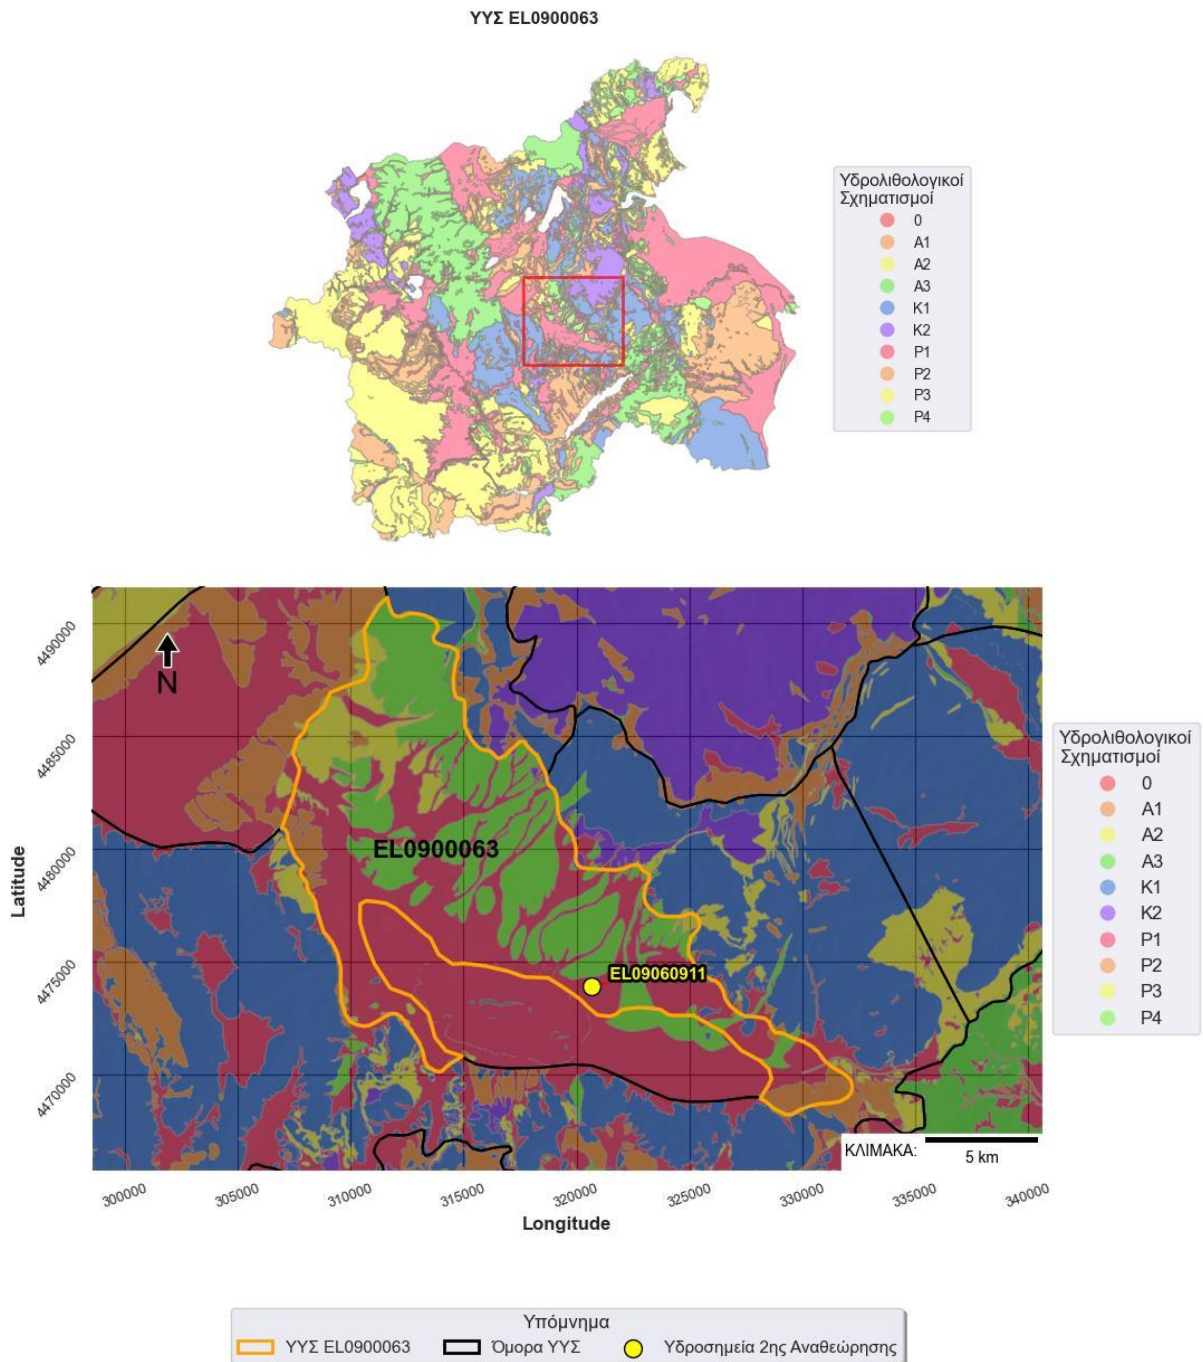 ΥΥΣ EL0900063
Υδρολιθολογικοί
Σχηματισμοί
0
A1
A2
A3
K1
K2
P1
P2
P3
P4
4490000
4485000
4480000
4475000
4470000
Latitude
N
EL0900063
EL09060911
ΚΛΙΜΑΚΑ:
5 km
300000
305000
310000
315000
320000
325000
330000
335000
340000
Longitude
Υδρολιθολογικοί
Σχηματισμοί
0
A1
A2
A3
K1
K2
P1
P2
P3
P4
Υπόμνημα
ΥΥΣ EL0900063
Όμορα ΥΥΣ
Υδροσημεία 2ης Αναθεώρησης